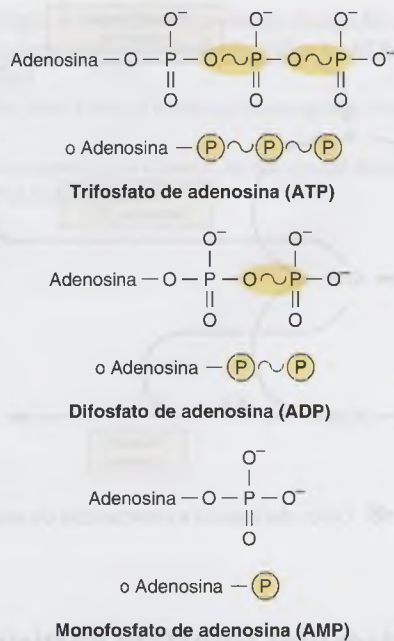 O⁻ O⁻ O⁻
Adenosina — O — P — O ~ P — O ~ P — O⁻
O O O
o Adenosina — P ~ P ~ P
Trifosfato de adenosina (ATP)
O⁻ O⁻
Adenosina — O — P — O ~ P — O⁻
O O
o Adenosina — P ~ P
Difosfato de adenosina (ADP)
O⁻
Adenosina — O — P — O⁻
O
o Adenosina — P
Monofosfato de adenosina (AMP)